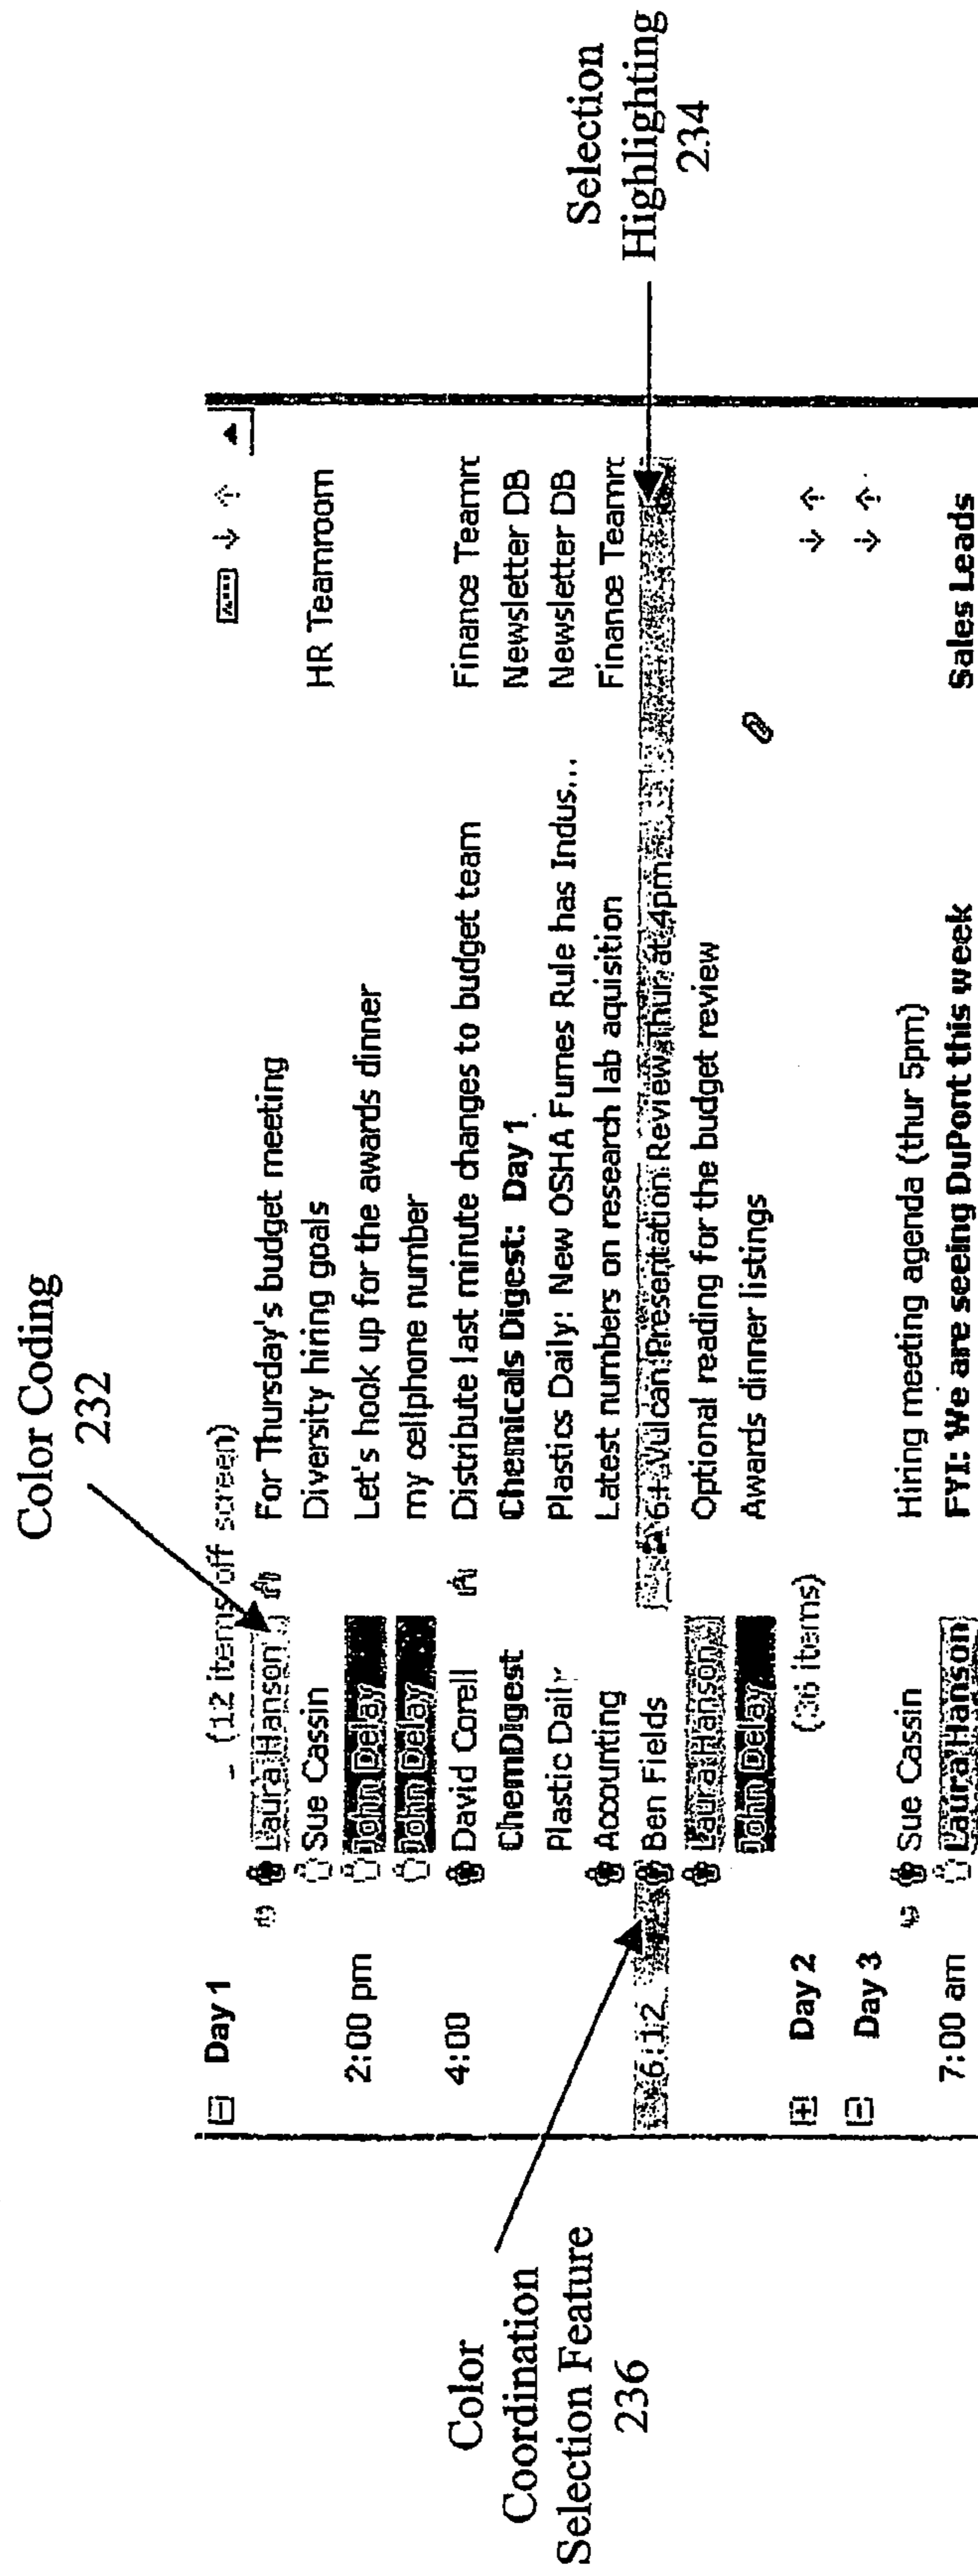 Color Coding
232
Day 1 (12 items off screen)
Laura Hanson For Thursday's budget meeting
Sue Cassin Diversity hiring goals HR Teamroom
2:00 pm John Delay Let's hook up for the awards dinner
John Delay my cellphone number
4:00 David Corell Distribute last minute changes to budget team Finance Teamrc
ChemDigest Chemicals Digest: Day 1 Newsletter DB
Plastic Daily Plastics Daily: New OSHA Fumes Rule has Indus... Newsletter DB
Accounting Latest numbers on research lab aquisition Finance Teamrc
6:12 Ben Fields Vulcan Presentation Review Thur at 4pm
Laura Hanson Optional reading for the budget review
John Delay Awards dinner listings
Day 2 (36 items)
Day 3
Sue Cassin Hiring meeting agenda (thur 5pm)
7:00 am Laura Hanson FYI: We are seeing DuPont this week Sales Leads
Color
Coordination
Selection Feature
236
Selection
Highlighting
234